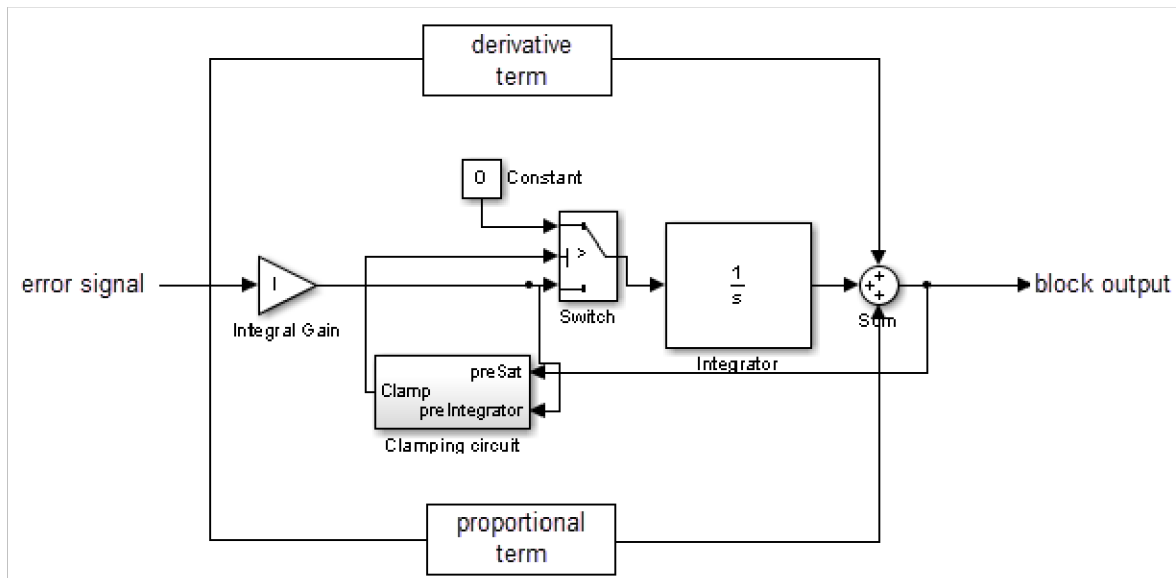 derivative
term
0
Constant
error signal
I
Integral Gain
>
Switch
1
s
Integrator
+
+
+
Sum
block output
preSat
Clamp
preIntegrator
Clamping circuit
proportional
term